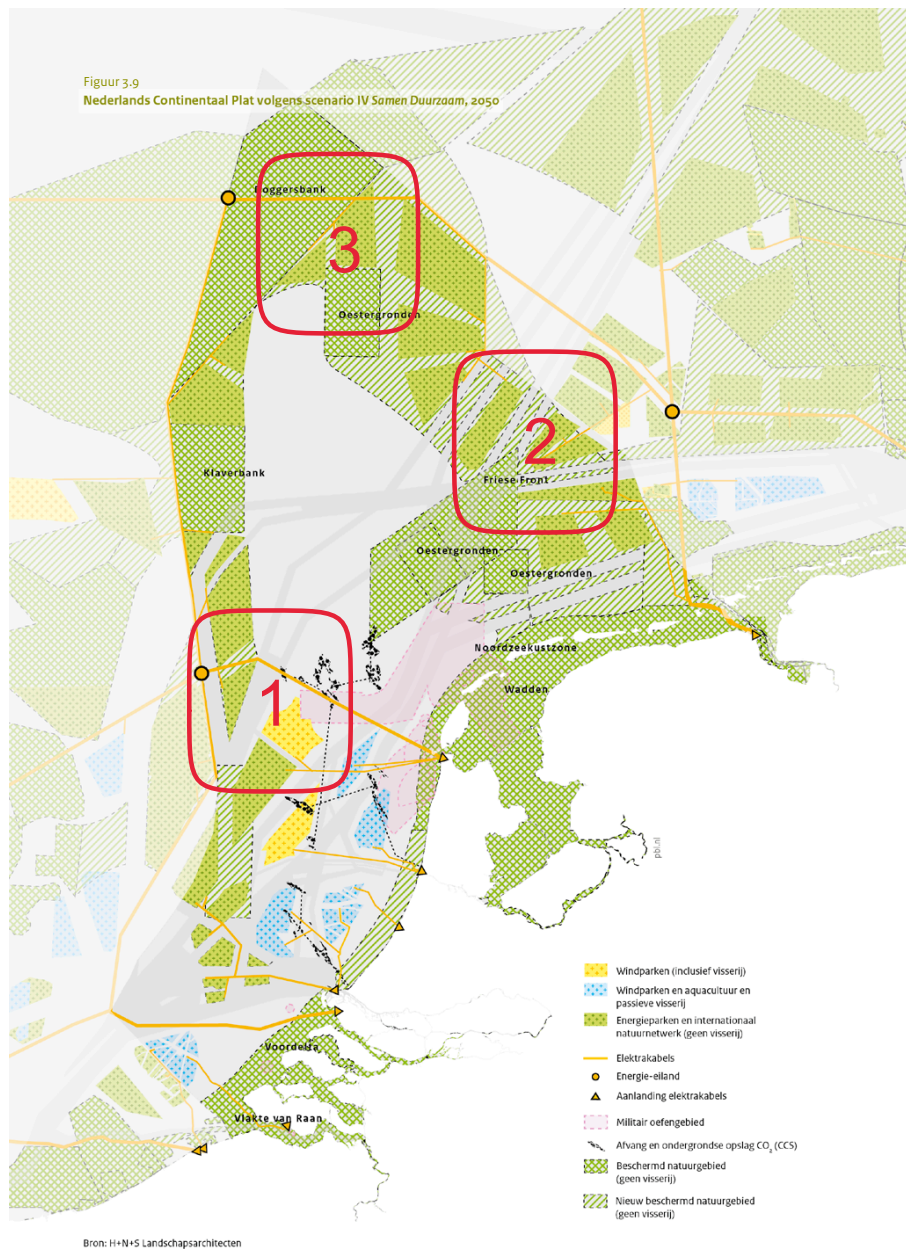 Figuur 3.9
Nederlands Continentaal Plat volgens scenario IV Samen Duurzaam, 2050
Doggersbank
3
Oestergronden
2
Klaverbank
Friese Front
Oestergronden
Oestergronden
Noordzeekustzone
Wadden
1
pbl.nl
Voordelta
Vlakte van Raan
Windparken (inclusief visserij)
Windparken en aquacultuur en
passieve visserij
Energieparken en internationaal
natuurnetwerk (geen visserij)
Elektrakabels
Energie-eiland
Aanlanding elektrakabels
Militair oefengebied
Afvang en ondergrondse opslag CO₂ (CCS)
Beschermd natuurgebied
(geen visserij)
Nieuw beschermd natuurgebied
(geen visserij)
Bron: H+N+S Landschapsarchitecten